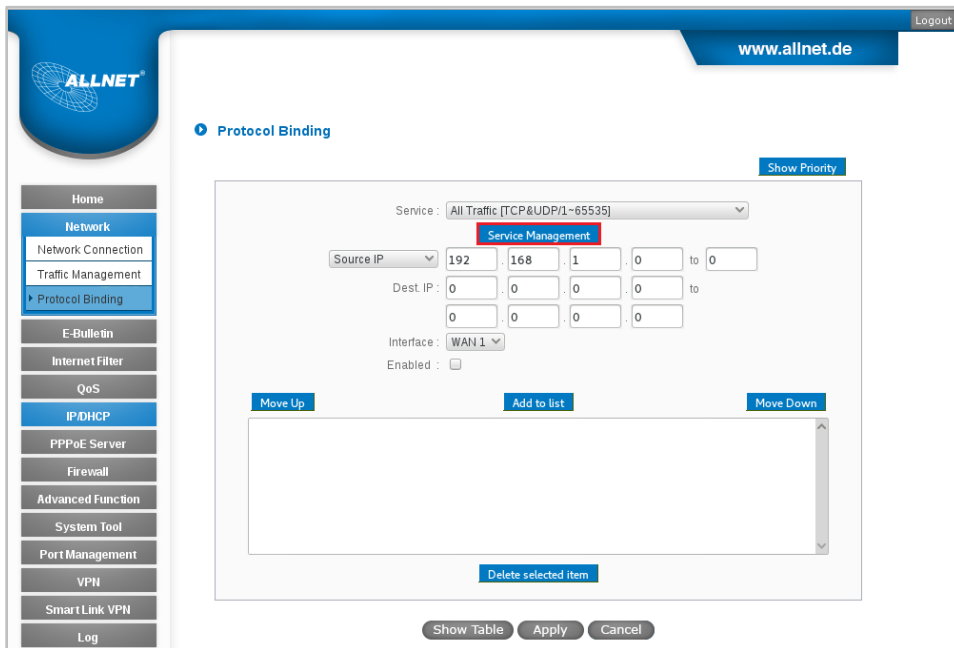 Logout
www.allnet.de
ALLNET®
Protocol Binding
Show Priority
Home
Network
Network Connection
Traffic Management
Protocol Binding
E-Bulletin
Internet Filter
QoS
IP/DHCP
PPPoE Server
Firewall
Advanced Function
System Tool
Port Management
VPN
Smart Link VPN
Log
Service : All Traffic [TCP&UDP/1~65535]
Service Management
Source IP 192 . 168 . 1 . 0 to 0
Dest. IP : 0 . 0 . 0 . 0 to
0 . 0 . 0 . 0
Interface : WAN 1
Enabled :
Move Up Add to list Move Down
Delete selected item
Show Table Apply Cancel